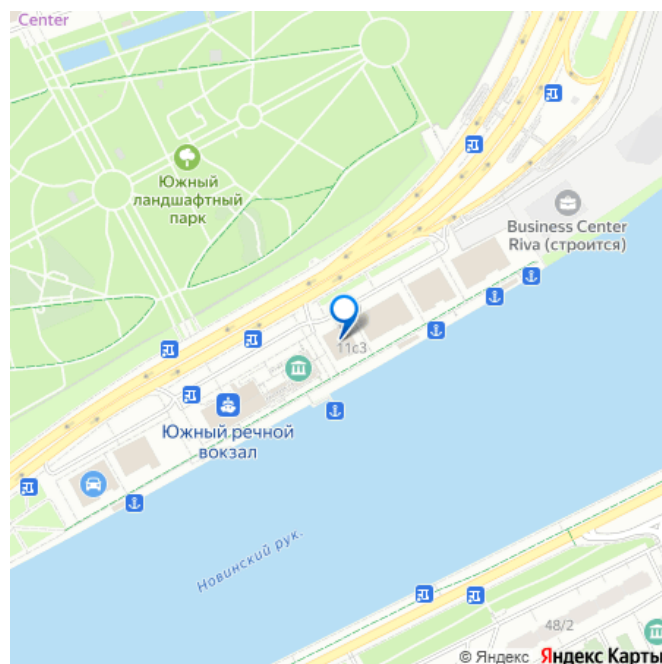 Center
Южный
ландшафтный
парк
Business Center
Riva (строится)
11с3
Южный речной
вокзал
Новинский рук.
48/2
© Яндекс Яндекс Карты